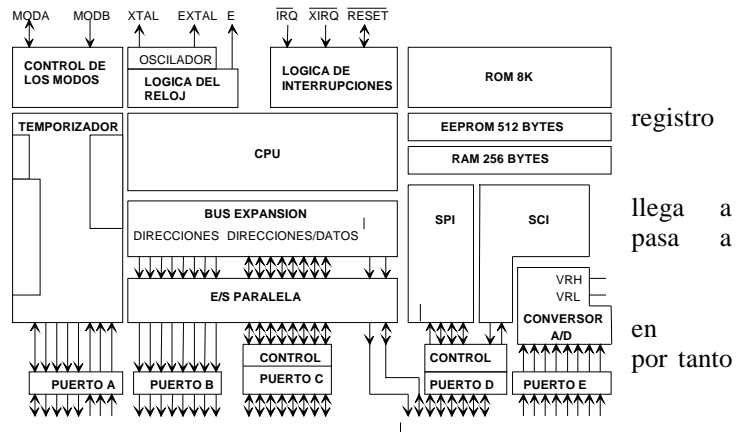 MODA MODB XTAL EXTAL E IRQ XIRQ RESET
CONTROL DE
LOS MODOS
OSCILADOR
LOGICA DEL
RELOJ
LOGICA DE
INTERRUPCIONES
ROM 8K
TEMPORIZADOR
CPU
EEPROM 512 BYTES
RAM 256 BYTES
registro
BUS EXPANSION
DIRECCIONES DIRECCIONES/DATOS
SPI
SCI
llega a
pasa a
E/S PARALELA
VRH
VRL
CONVERSOR
A/D
en
por tanto
CONTROL
PUERTO C
CONTROL
PUERTO D
PUERTO A
PUERTO B
PUERTO E